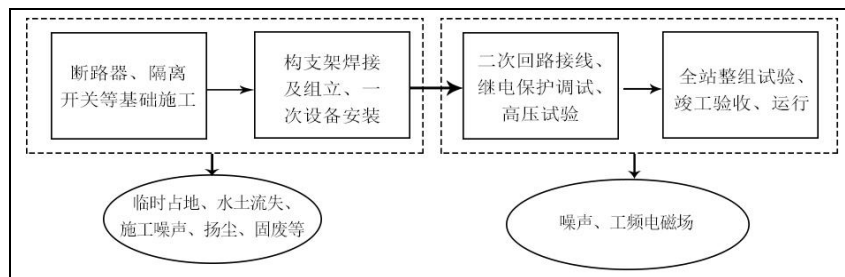 断路器、隔离
开关等基础施工
构支架焊接
及组立、一
次设备安装
二次回路接线、
继电保护调试、
高压试验
全站整组试验、
竣工验收、运行
临时占地、水土流失、
施工噪声、扬尘、固废等
噪声、工频电磁场